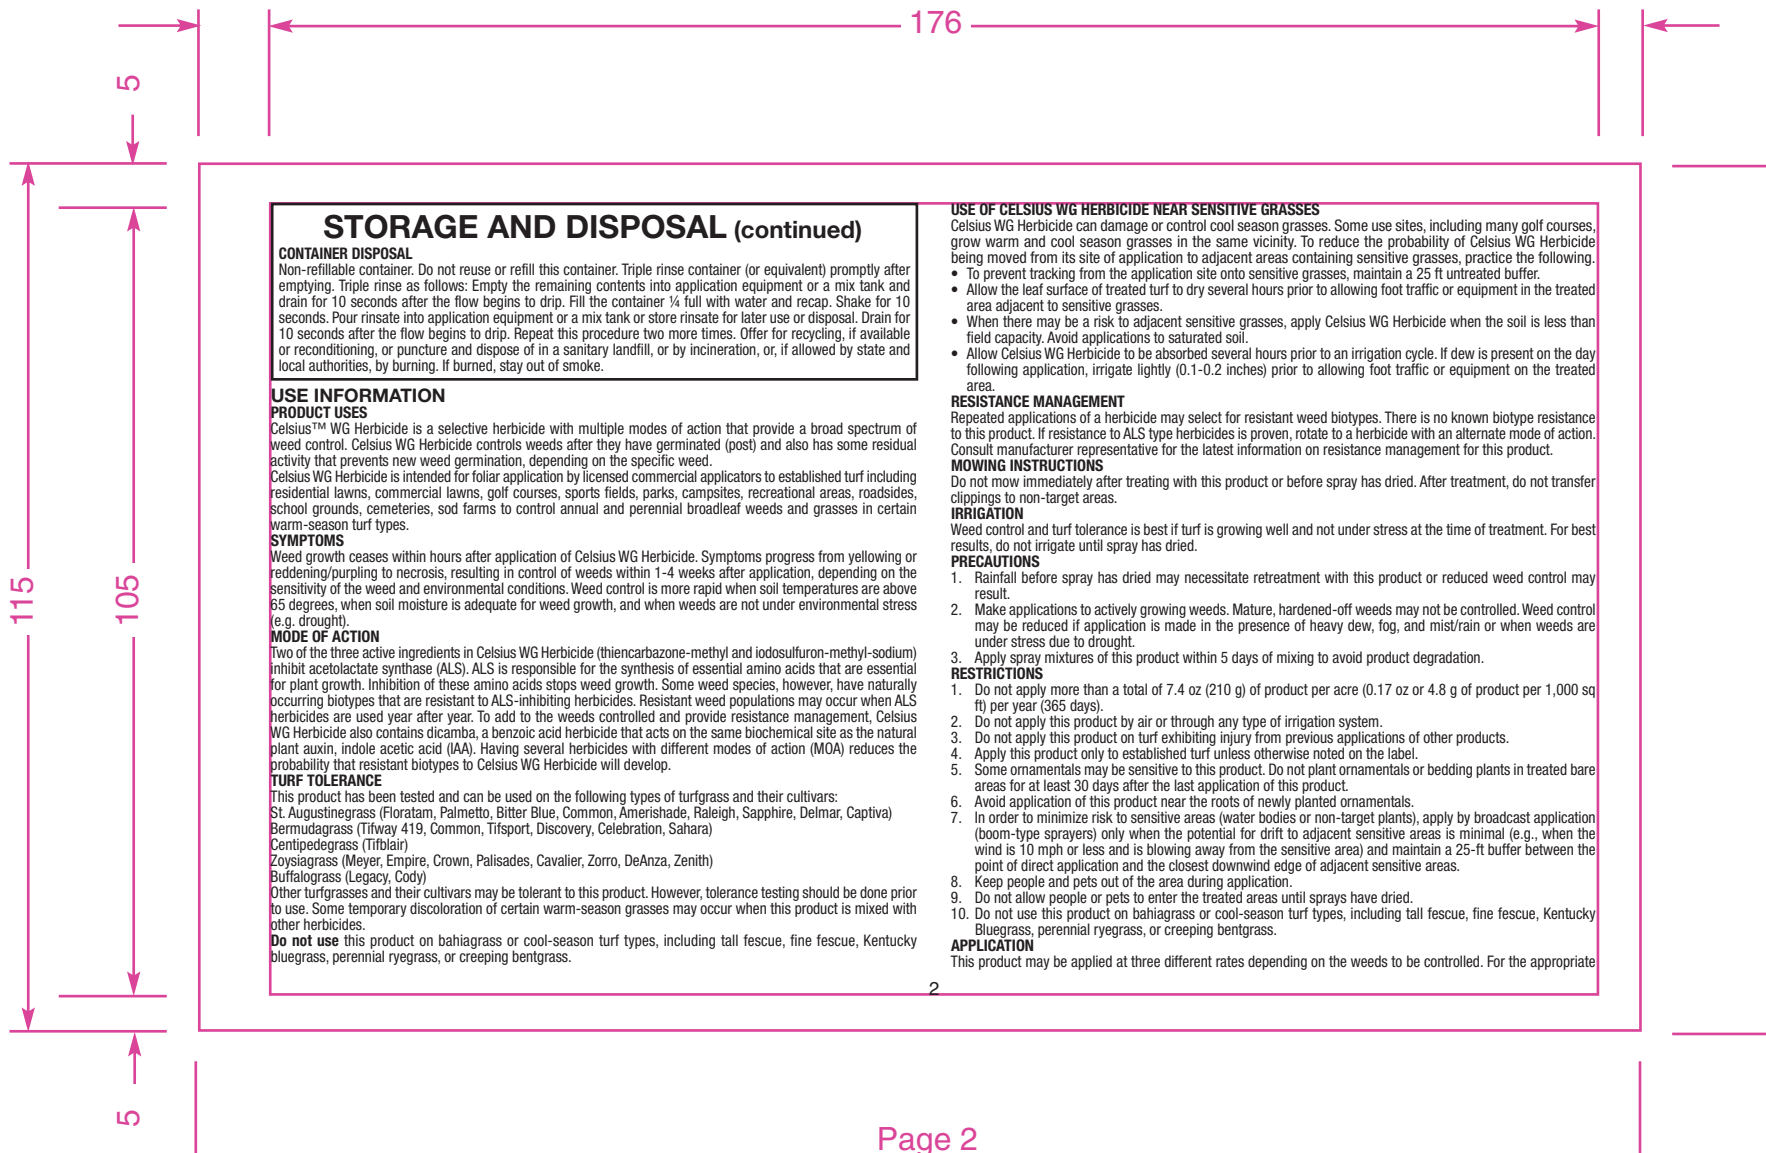 176
5
115
105
5
STORAGE AND DISPOSAL (continued)
CONTAINER DISPOSAL
Non-refillable container. Do not reuse or refill this container. Triple rinse container (or equivalent) promptly after
emptying. Triple rinse as follows: Empty the remaining contents into application equipment or a mix tank and
drain for 10 seconds after the flow begins to drip. Fill the container ¼ full with water and recap. Shake for 10
seconds. Pour rinsate into application equipment or a mix tank or store rinsate for later use or disposal. Drain for
10 seconds after the flow begins to drip. Repeat this procedure two more times. Offer for recycling, if available
or reconditioning, or puncture and dispose of in a sanitary landfill, or by incineration, or, if allowed by state and
local authorities, by burning. If burned, stay out of smoke.
USE INFORMATION
PRODUCT USES
Celsius™ WG Herbicide is a selective herbicide with multiple modes of action that provide a broad spectrum of
weed control. Celsius WG Herbicide controls weeds after they have germinated (post) and also has some residual
activity that prevents new weed germination, depending on the specific weed.
Celsius WG Herbicide is intended for foliar application by licensed commercial applicators to established turf including
residential lawns, commercial lawns, golf courses, sports fields, parks, campsites, recreational areas, roadsides,
school grounds, cemeteries, sod farms to control annual and perennial broadleaf weeds and grasses in certain
warm-season turf types.
SYMPTOMS
Weed growth ceases within hours after application of Celsius WG Herbicide. Symptoms progress from yellowing or
reddening/purpling to necrosis, resulting in control of weeds within 1-4 weeks after application, depending on the
sensitivity of the weed and environmental conditions. Weed control is more rapid when soil temperatures are above
65 degrees, when soil moisture is adequate for weed growth, and when weeds are not under environmental stress
(e.g. drought).
MODE OF ACTION
Two of the three active ingredients in Celsius WG Herbicide (thiencarbazone-methyl and iodosulfuron-methyl-sodium)
inhibit acetolactate synthase (ALS). ALS is responsible for the synthesis of essential amino acids that are essential
for plant growth. Inhibition of these amino acids stops weed growth. Some weed species, however, have naturally
occurring biotypes that are resistant to ALS-inhibiting herbicides. Resistant weed populations may occur when ALS
herbicides are used year after year. To add to the weeds controlled and provide resistance management, Celsius
WG Herbicide also contains dicamba, a benzoic acid herbicide that acts on the same biochemical site as the natural
plant auxin, indole acetic acid (IAA). Having several herbicides with different modes of action (MOA) reduces the
probability that resistant biotypes to Celsius WG Herbicide will develop.
TURF TOLERANCE
This product has been tested and can be used on the following types of turfgrass and their cultivars:
St. Augustinegrass (Floratam, Palmetto, Bitter Blue, Common, Amerishade, Raleigh, Sapphire, Delmar, Captiva)
Bermudagrass (Tifway 419, Common, Tifsport, Discovery, Celebration, Sahara)
Centipedegrass (Tifblair)
Zoysiagrass (Meyer, Empire, Crown, Palisades, Cavalier, Zorro, DeAnza, Zenith)
Buffalograss (Legacy, Cody)
Other turfgrasses and their cultivars may be tolerant to this product. However, tolerance testing should be done prior
to use. Some temporary discoloration of certain warm-season grasses may occur when this product is mixed with
other herbicides.
Do not use this product on bahiagrass or cool-season turf types, including tall fescue, fine fescue, Kentucky
bluegrass, perennial ryegrass, or creeping bentgrass.
USE OF CELSIUS WG HERBICIDE NEAR SENSITIVE GRASSES
Celsius WG Herbicide can damage or control cool season grasses. Some use sites, including many golf courses,
grow warm and cool season grasses in the same vicinity. To reduce the probability of Celsius WG Herbicide
being moved from its site of application to adjacent areas containing sensitive grasses, practice the following.
• To prevent tracking from the application site onto sensitive grasses, maintain a 25 ft untreated buffer.
• Allow the leaf surface of treated turf to dry several hours prior to allowing foot traffic or equipment in the treated
area adjacent to sensitive grasses.
• When there may be a risk to adjacent sensitive grasses, apply Celsius WG Herbicide when the soil is less than
field capacity. Avoid applications to saturated soil.
• Allow Celsius WG Herbicide to be absorbed several hours prior to an irrigation cycle. If dew is present on the day
following application, irrigate lightly (0.1-0.2 inches) prior to allowing foot traffic or equipment on the treated
area.
RESISTANCE MANAGEMENT
Repeated applications of a herbicide may select for resistant weed biotypes. There is no known biotype resistance
to this product. If resistance to ALS type herbicides is proven, rotate to a herbicide with an alternate mode of action.
Consult manufacturer representative for the latest information on resistance management for this product.
MOWING INSTRUCTIONS
Do not mow immediately after treating with this product or before spray has dried. After treatment, do not transfer
clippings to non-target areas.
IRRIGATION
Weed control and turf tolerance is best if turf is growing well and not under stress at the time of treatment. For best
results, do not irrigate until spray has dried.
PRECAUTIONS
1. Rainfall before spray has dried may necessitate retreatment with this product or reduced weed control may
result.
2. Make applications to actively growing weeds. Mature, hardened-off weeds may not be controlled. Weed control
may be reduced if application is made in the presence of heavy dew, fog, and mist/rain or when weeds are
under stress due to drought.
3. Apply spray mixtures of this product within 5 days of mixing to avoid product degradation.
RESTRICTIONS
1. Do not apply more than a total of 7.4 oz (210 g) of product per acre (0.17 oz or 4.8 g of product per 1,000 sq
ft) per year (365 days).
2. Do not apply this product by air or through any type of irrigation system.
3. Do not apply this product on turf exhibiting injury from previous applications of other products.
4. Apply this product only to established turf unless otherwise noted on the label.
5. Some ornamentals may be sensitive to this product. Do not plant ornamentals or bedding plants in treated bare
areas for at least 30 days after the last application of this product.
6. Avoid application of this product near the roots of newly planted ornamentals.
7. In order to minimize risk to sensitive areas (water bodies or non-target plants), apply by broadcast application
(boom-type sprayers) only when the potential for drift to adjacent sensitive areas is minimal (e.g., when the
wind is 10 mph or less and is blowing away from the sensitive area) and maintain a 25-ft buffer between the
point of direct application and the closest downwind edge of adjacent sensitive areas.
8. Keep people and pets out of the area during application.
9. Do not allow people or pets to enter the treated areas until sprays have dried.
10. Do not use this product on bahiagrass or cool-season turf types, including tall fescue, fine fescue, Kentucky
Bluegrass, perennial ryegrass, or creeping bentgrass.
APPLICATION
This product may be applied at three different rates depending on the weeds to be controlled. For the appropriate
2
Page 2